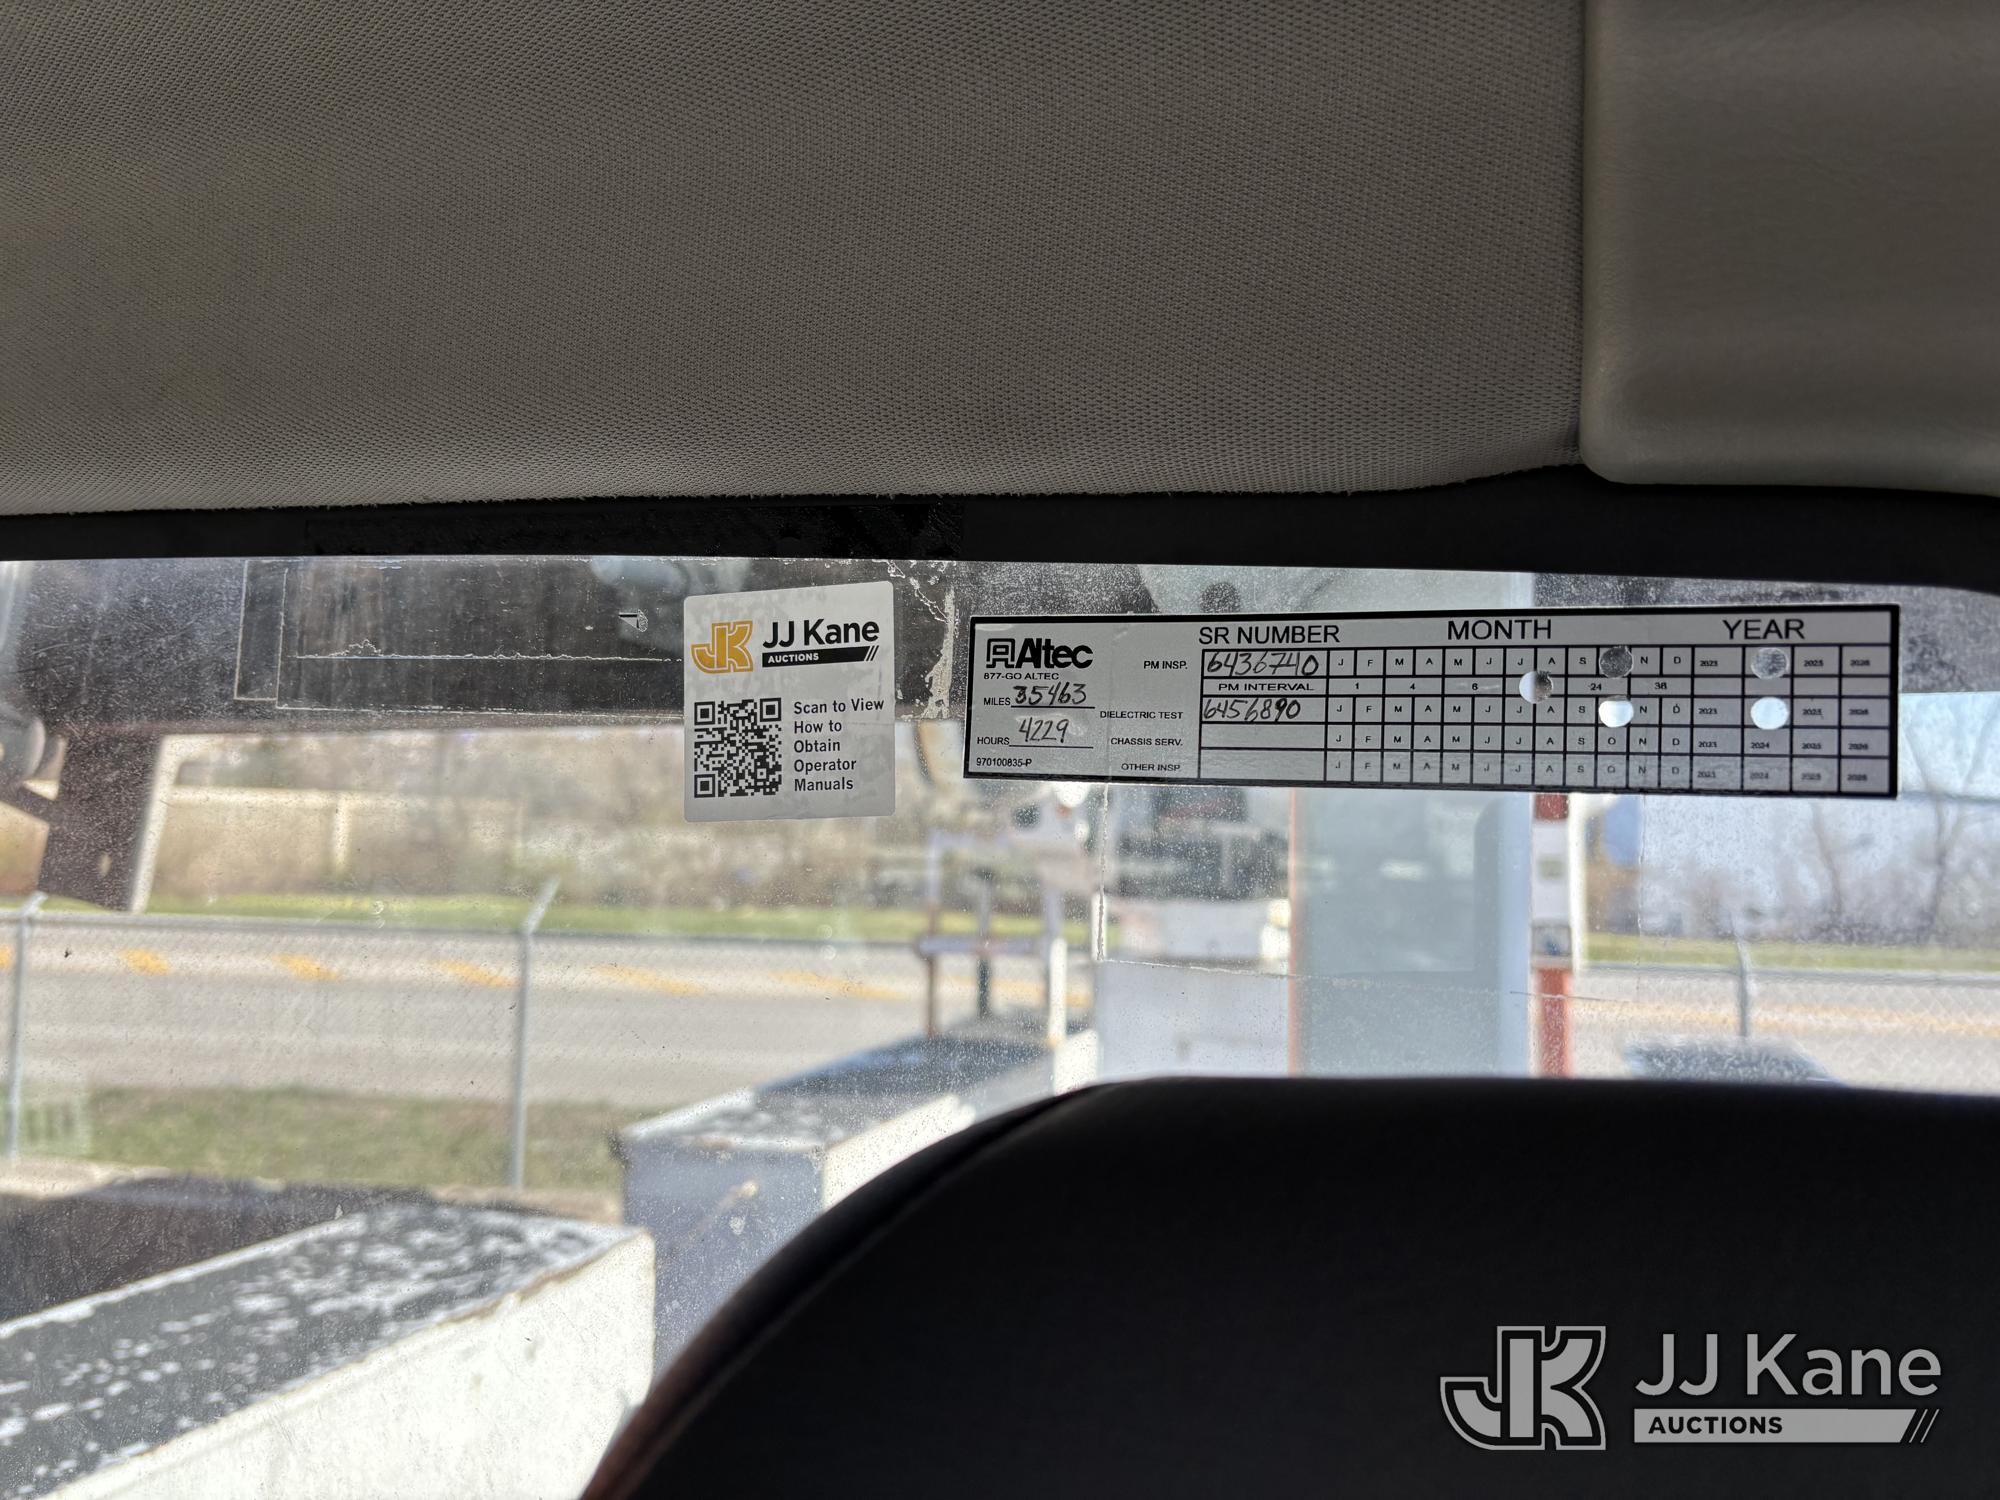 JJ Kane
AUCTIONS
Scan to View
How to
Obtain
Operator
Manuals
Altec
877-GO ALTEC
MILES 35463
HOURS 4229
970100835-P
SR NUMBER MONTH YEAR
PM INSP. 6436740 J F M A M J J A S N D 2023 2025 2026
PM INTERVAL 1 4 6 24 36
DIELECTRIC TEST 6456890 J F M A M J J A S N D 2023 2025 2026
CHASSIS SERV. J F M A M J J A S O N D 2023 2024 2025 2026
OTHER INSP. J F M A M J J A S O N D 2023 2024 2025 2026
JJ Kane
AUCTIONS